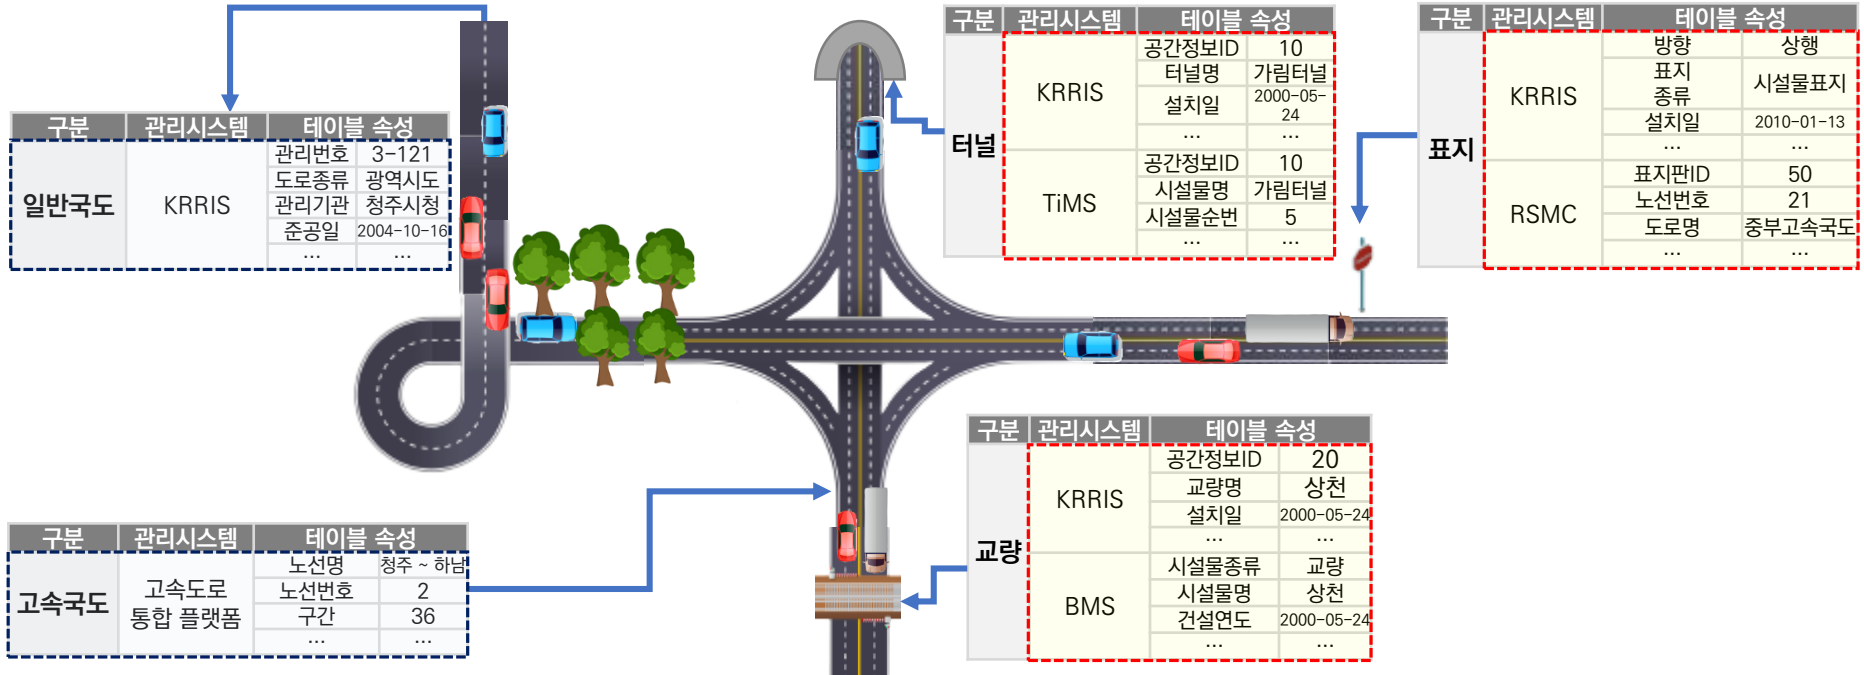 구분 관리시스템 테이블 속성
터널 KRRIS 공간정보ID 10
터널명 가림터널
설치일 2000-05-
24
... ...
TiMS 공간정보ID 10
시설물명 가림터널
시설물순번 5
... ...
구분 관리시스템 테이블 속성
표지 KRRIS 방향 상행
표지
종류 시설물표지
설치일 2010-01-13
... ...
RSMC 표지판ID 50
노선번호 21
도로명 중부고속국도
... ...
구분 관리시스템 테이블 속성
일반국도 KRRIS 관리번호 3-121
도로종류 광역시도
관리기관 청주시청
준공일 2004-10-16
... ...
구분 관리시스템 테이블 속성
교량 KRRIS 공간정보ID 20
교량명 상천
설치일 2000-05-24
... ...
BMS 시설물종류 교량
시설물명 상천
건설연도 2000-05-24
... ...
구분 관리시스템 테이블 속성
고속국도 고속도로
통합 플랫폼 노선명 청주 ~ 하남
노선번호 2
구간 36
... ...